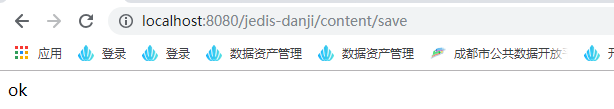 localhost:8080/jedis-danji/content/save
应用 登录 登录 数据资产管理 数据资产管理 成都市公共数据开放
ok